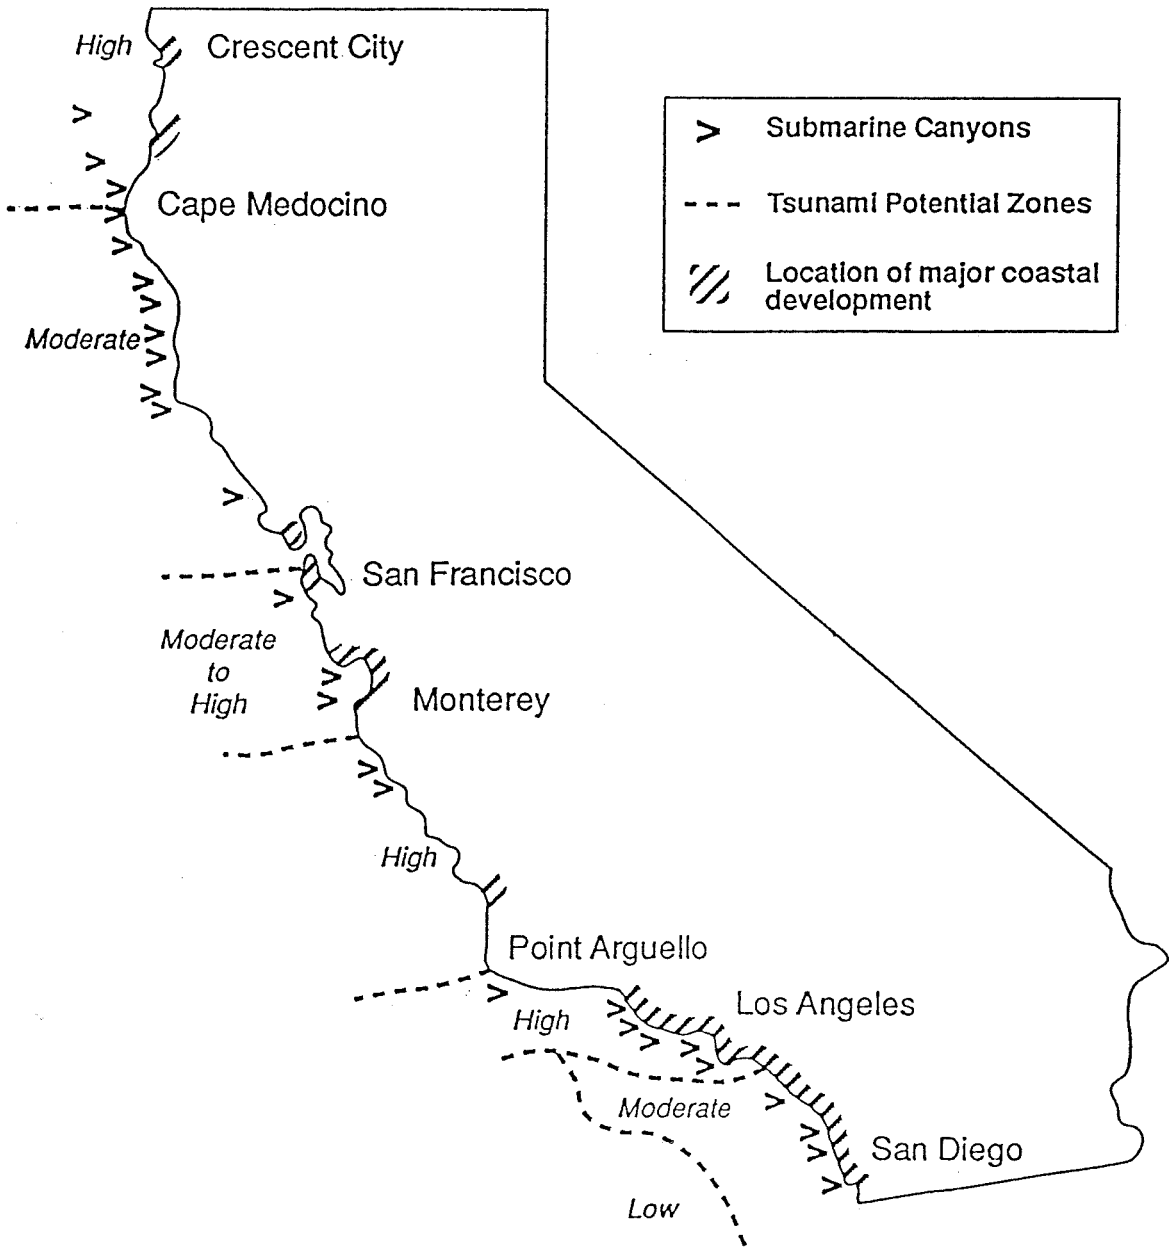 High
Crescent City
Submarine Canyons
Cape Medocino
Tsunami Potential Zones
Location of major coastal
development
Moderate
San Francisco
Moderate
to
High
Monterey
High
Point Arguello
Los Angeles
High
Moderate
San Diego
Low